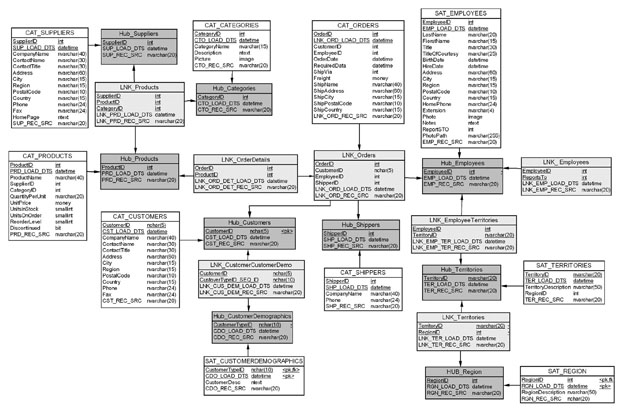 CAT_SUPPLIERS
SupplierID int
SUP_LOAD_DTS datetime
CompanyName nvarchar(40)
ContactName nvarchar(30)
ContactTitle nvarchar(30)
Address nvarchar(60)
City nvarchar(15)
Region nvarchar(15)
PostalCode nvarchar(10)
Country nvarchar(15)
Phone nvarchar(24)
Fax nvarchar(24)
HomePage ntext
SUP_REC_SRC nvarchar(20)
Hub_Suppliers
SupplierID int
SUP_LOAD_DTS datetime
SUP_REC_SRC nvarchar(20)
CAT_CATEGORIES
CategoryID int
CTO_LOAD_DTS datetime
CategoryName nvarchar(15)
Description ntext
Picture image
CTO_REC_SRC nvarchar(20)
CAT_ORDERS
OrderID int
LNK_ORD_LOAD_DTS datetime
CustomerID nchar(5)
EmployeeID int
OrderDate datetime
RequiredDate datetime
ShipVia int
Freight money
ShipName nvarchar(40)
ShipAddress nvarchar(60)
ShipCity nvarchar(15)
ShipPostalCode nvarchar(10)
ShipCountry nvarchar(15)
LNK_ORD_REC_SRC nvarchar(20)
SAT_EMPLOYEES
EmployeeID int
EMP_LOAD_DTS datetime
LastName nvarchar(20)
FirstName nvarchar(15)
Title nvarchar(30)
TitleOfCourtesy nvarchar(25)
BirthDate datetime
HireDate datetime
Address nvarchar(60)
City nvarchar(15)
Region nvarchar(15)
PostalCode nvarchar(10)
Country nvarchar(15)
HomePhone nvarchar(24)
Extension nvarchar(4)
Photo image
Notes ntext
ReportSTO int
PhotoPath nvarchar(255)
EMP_REC_SRC nvarchar(20)
LNK_Products
SupplierID int
ProductID int
CategoryID int
LNK_PRD_LOAD_DTS datetime
LNK_PRD_REC_SRC nvarchar(20)
Hub_Categories
CategoryID int
CTO_LOAD_DTS datetime
CTO_REC_SRC nvarchar(20)
CAT_PRODUCTS
ProductID int
PRD_LOAD_DTS datetime
ProductName nvarchar(40)
SupplierID int
CategoryID int
QuantityPerUnit nvarchar(20)
UnitPrice money
UnitsInStock smallint
UnitsOnOrder smallint
ReorderLevel smallint
Discontinued bit
PRD_REC_SRC nvarchar(20)
Hub_Products
ProductID int
PRD_LOAD_DTS datetime
PRD_REC_SRC nvarchar(20)
LNK_OrderDetails
OrderID int
ProductID int
LNK_ORD_DET_LOAD_DTS datetime
LNK_ORD_DET_REC_SRC nvarchar(20)
LNK_Orders
OrderID int
CustomerID nchar(5)
EmployeeID int
ShipperID int
LNK_ORD_LOAD_DTS datetime
LNK_ORD_REC_SRC nvarchar(20)
Hub_Employees
EmployeeID int
EMP_LOAD_DTS datetime
EMP_REC_SRC nvarchar(20)
LNK_Employees
EmployeeID int
ReportsTo int
LNK_EMP_LOAD_DTS datetime
LNK_EMP_REC_SRC nvarchar(20)
CAT_CUSTOMERS
CustomerID nchar(5)
CST_LOAD_DTS datetime
CompanyName nvarchar(40)
ContactName nvarchar(30)
ContactTitle nvarchar(30)
Address nvarchar(60)
City nvarchar(15)
Region nvarchar(15)
PostalCode nvarchar(10)
Country nvarchar(15)
Phone nvarchar(24)
Fax nvarchar(24)
CST_REC_SRC nvarchar(20)
Hub_Customers
CustomerID nchar(5) <pk>
CST_LOAD_DTS datetime
CST_REC_SRC nvarchar(20)
Hub_Shippers
ShipperID int
SHP_LOAD_DTS datetime
SHP_REC_SRC nvarchar(20)
LNK_EmployeeTerritories
EmployeeID int
TerritoryID nvarchar(20)
LNK_EMP_TER_LOAD_DTS datetime
LNK_EMP_TER_REC_SRC nvarchar(20)
LNK_CustomerCustomerDemo
CustomerID nchar(5)
CustomerTypeID_SEQ_ID nchar(10)
LNK_CUS_DEM_LOAD_DTS datetime
LNK_CUS_DEM_REC_SRC nvarchar(20)
CAT_SHIPPERS
ShipperID int
SHP_LOAD_DTS datetime
CompanyName nvarchar(40)
Phone nvarchar(24)
SHP_REC_SRC nvarchar(20)
Hub_Territories
TerritoryID nvarchar(20)
TER_LOAD_DTS datetime
TER_REC_SRC nvarchar(20)
SAT_TERRITORIES
TerritoryID nvarchar(20)
TER_LOAD_DTS datetime
TerritoryDescription nvarchar(50)
RegionID int
TER_REC_SRC nvarchar(20)
Hub_CustomerDemographics
CustomerTypeID nchar(10)
CDO_LOAD_DTS datetime
CDO_REC_SRC nvarchar(20)
LNK_Territories
TerritoryID nvarchar(20)
RegionID int
LNK_TER_LOAD_DTS datetime
LNK_TER_REC_SRC nvarchar(20)
SAT_CUSTOMERDEMOGRAPHICS
CustomerTypeID nchar(10) <pk,fk>
CDO_LOAD_DTS datetime <pk>
CustomerDesc ntext
CDO_REC_SRC nvarchar(20)
HUB_Region
RegionID int
RGN_LOAD_DTS datetime
RGN_REC_SRC nvarchar(20)
SAT_REGION
RegionID int <pk,fk>
RGN_LOAD_DTS datetime <pk>
RegionDescription nvarchar(50)
RGN_REC_SRC nchar(20)